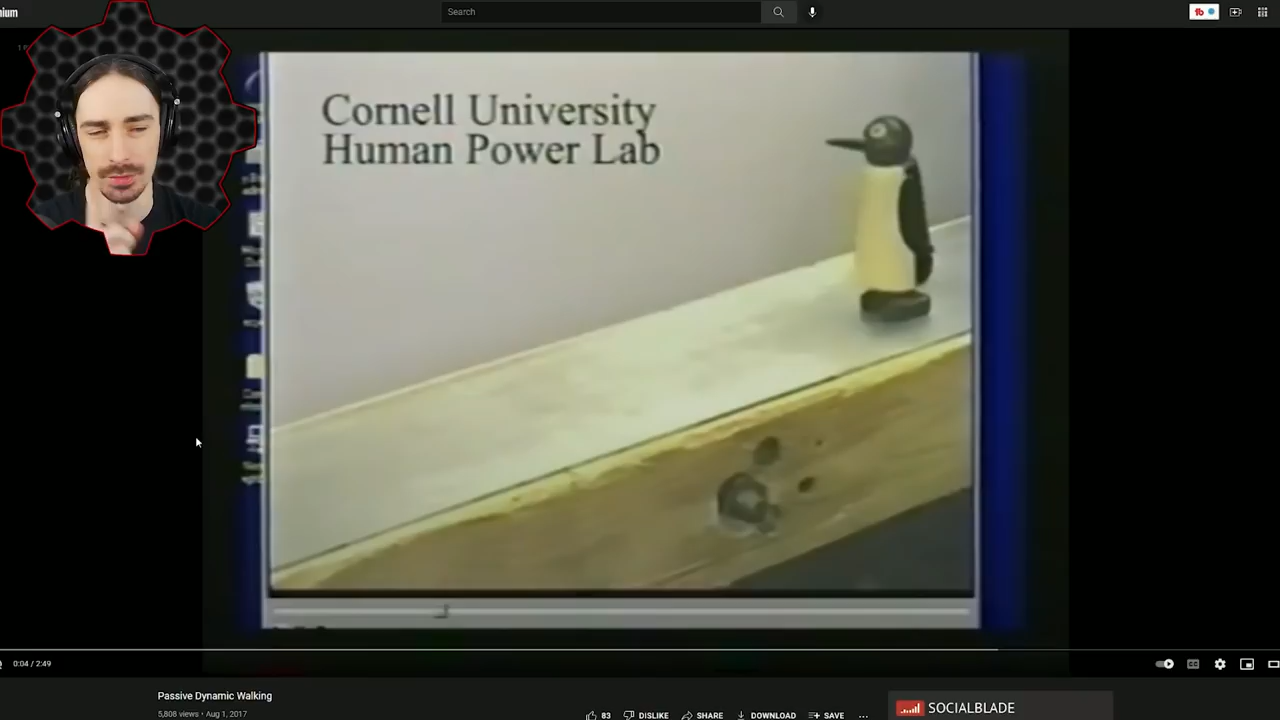 mium
Search
Cornell University
Human Power Lab
0:04 / 2:49
Passive Dynamic Walking
5,808 views • Aug 1, 2017
83
DISLIKE
SHARE
DOWNLOAD
SAVE
...
SOCIALBLADE